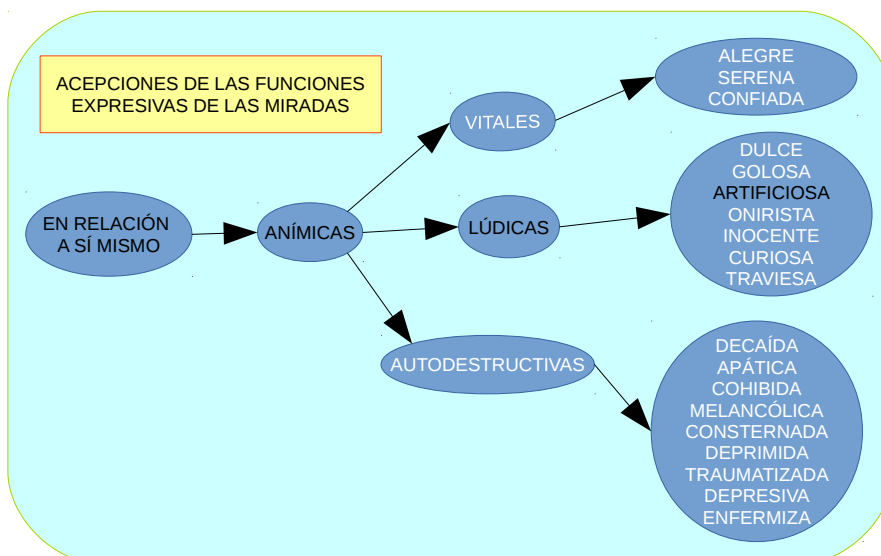 ACEPCIONES DE LAS FUNCIONES
EXPRESIVAS DE LAS MIRADAS
EN RELACIÓN
A SÍ MISMO
ANÍMICAS
VITALES
ALEGRE
SERENA
CONFIADA
LÚDICAS
DULCE
GOLOSA
ARTIFICIOSA
ONIRISTA
INOCENTE
CURIOSA
TRAVIESA
AUTODESTRUCTIVAS
DECAÍDA
APÁTICA
COHIBIDA
MELANCÓLICA
CONSTERNADA
DEPRIMIDA
TRAUMATIZADA
DEPRESIVA
ENFERMIZA